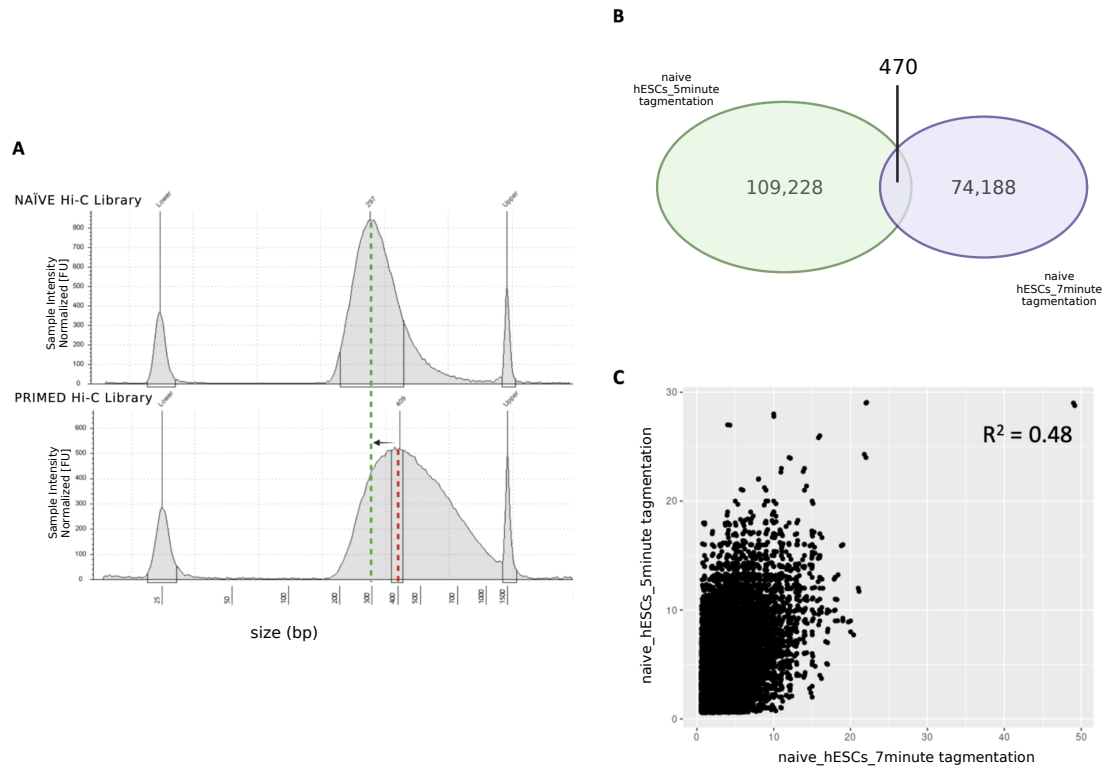 A
NAÏVE Hi-C Library
Lower
297
Upper
Sample Intensity
Normalized [FU]
800
700
600
500
400
300
200
100
0
PRIMED Hi-C Library
Lower
409
Upper
Sample Intensity
Normalized [FU]
600
500
400
300
200
100
0
25
50
100
200
300
400
500
700
1000
1500
size (bp)
B
naive
hESCs_5minute
tagmentation
470
109,228
74,188
naive
hESCs_7minute
tagmentation
C
R² = 0.48
naive_hESCs_5minute tagmentation
30
20
10
0
0 10 20 30 40 50
naive_hESCs_7minute tagmentation